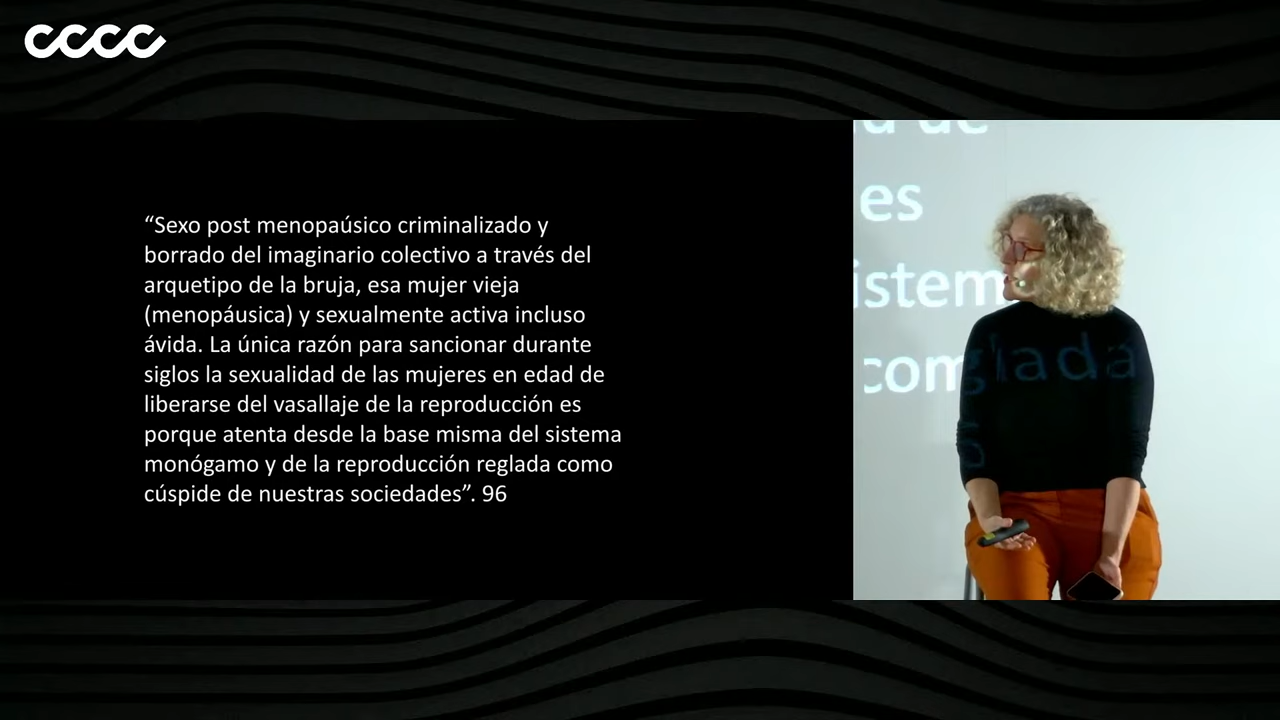 cccc
“Sexo post menopaúsico criminalizado y
borrado del imaginario colectivo a través del
arquetipo de la bruja, esa mujer vieja
(menopáusica) y sexualmente activa incluso
ávida. La única razón para sancionar durante
siglos la sexualidad de las mujeres en edad de
liberarse del vasallaje de la reproducción es
porque atenta desde la base misma del sistema
monógamo y de la reproducción reglada como
cúspide de nuestras sociedades”. 96
de
es
istem
com glada